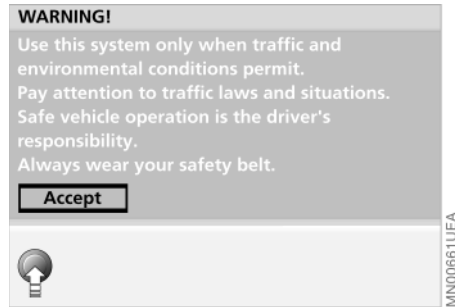 WARNING!
Use this system only when traffic and
environmental conditions permit.
Pay attention to traffic laws and situations.
Safe vehicle operation is the driver's
responsibility.
Always wear your safety belt.
Accept
MN00661UEA